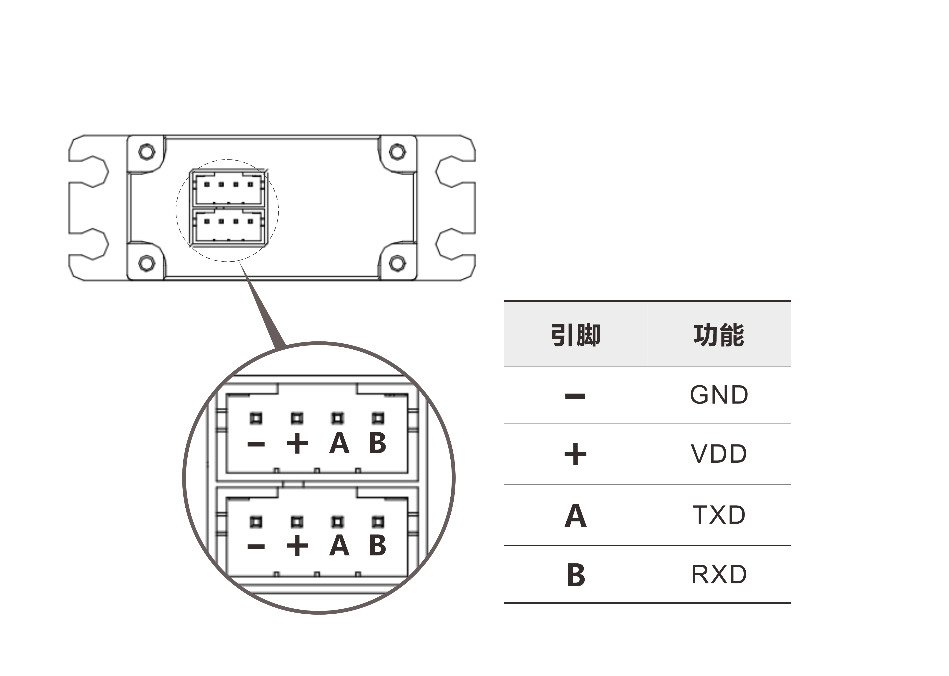 - + A B
- + A B
引脚 功能
- GND
+ VDD
A TXD
B RXD